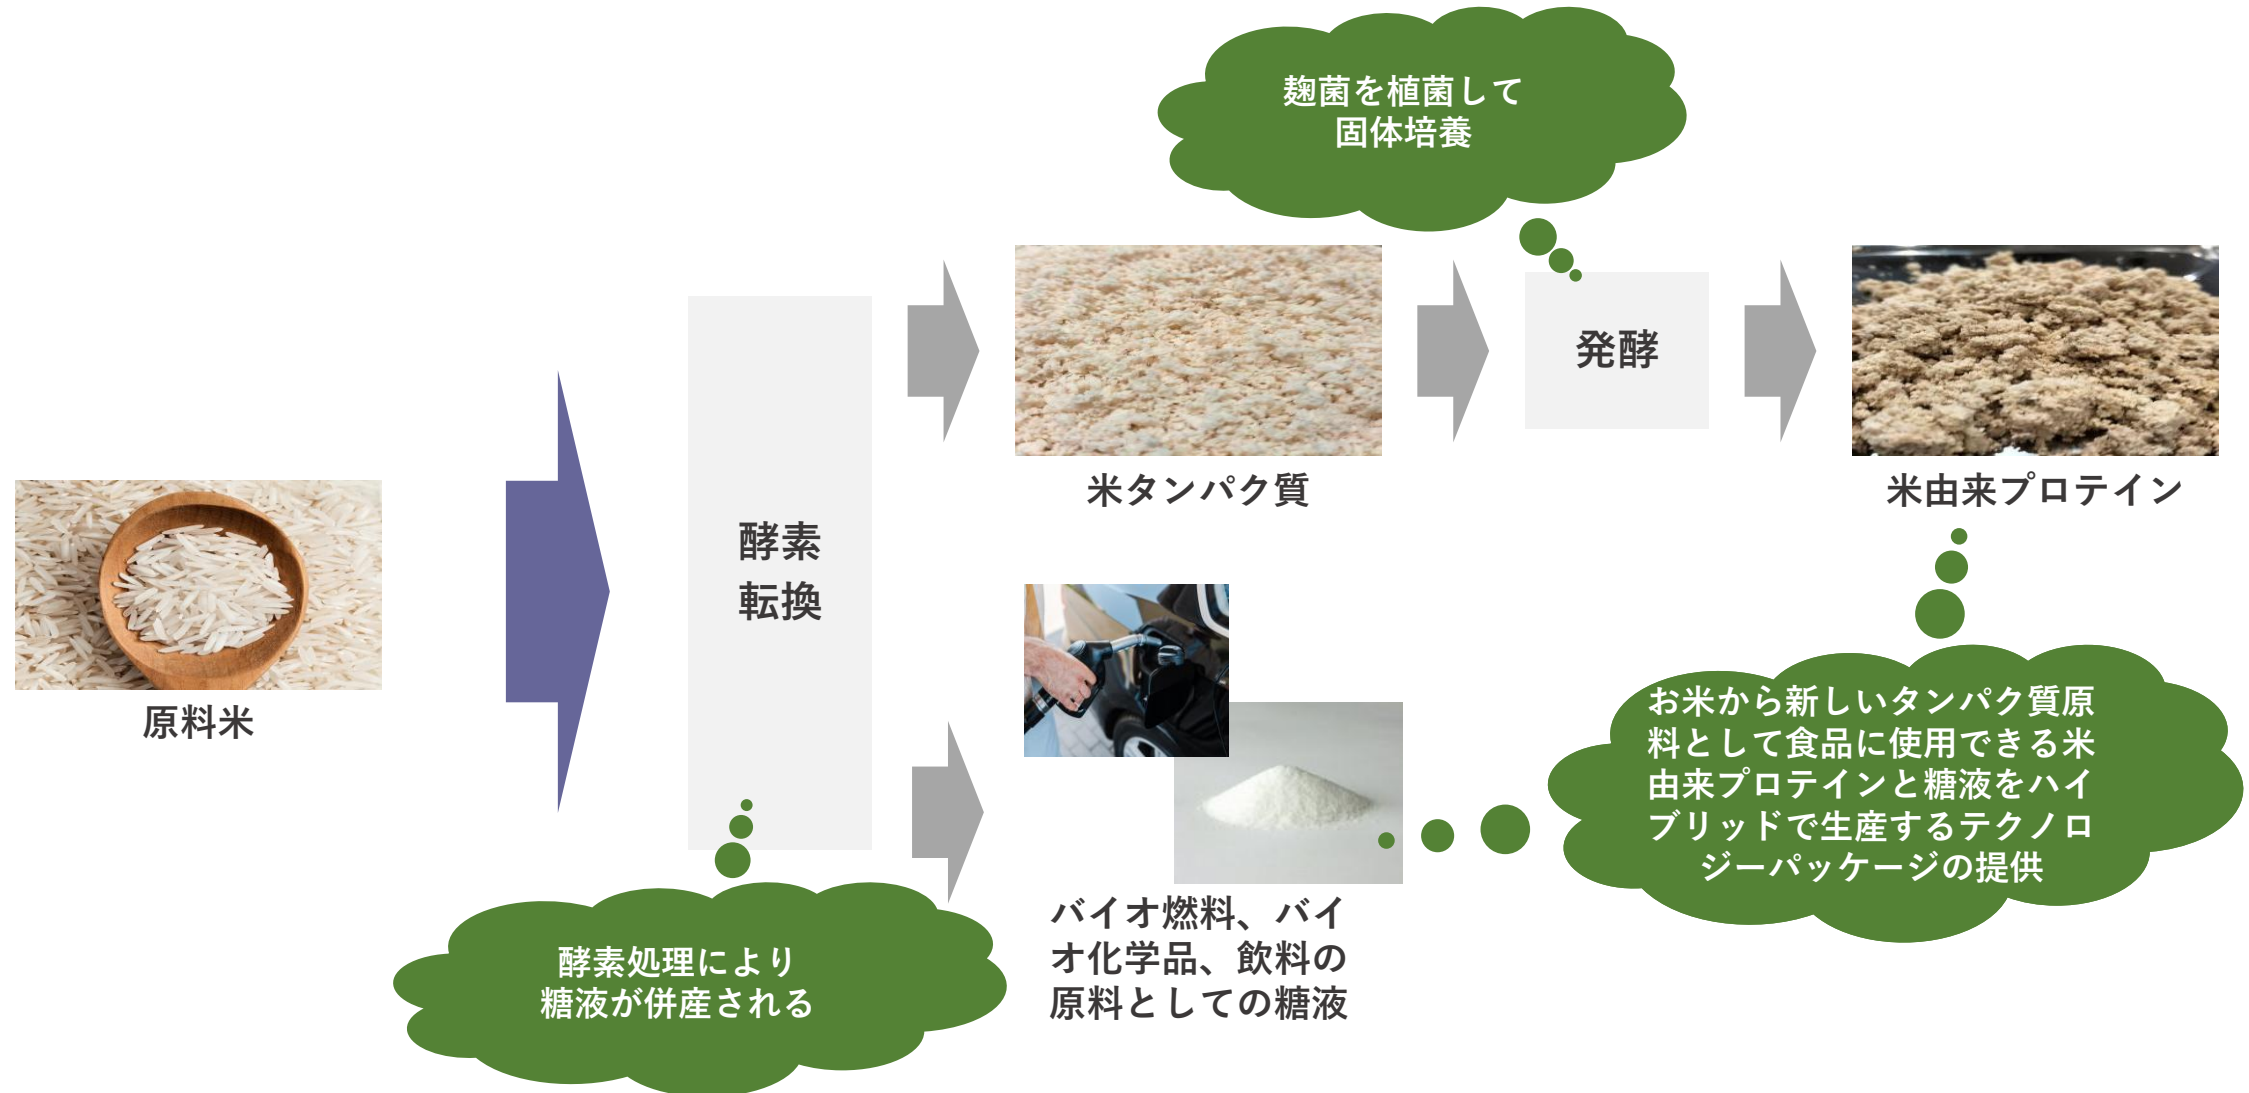 麹菌を植菌して
固体培養
発酵
米タンパク質
米由来プロテイン
酵素
転換
原料米
お米から新しいタンパク質原
料として食品に使用できる米
由来プロテインと糖液をハイ
ブリッドで生産するテクノロ
ジーパッケージの提供
バイオ燃料、バイ
オ化学品、飲料の
原料としての糖液
酵素処理により
糖液が併産される